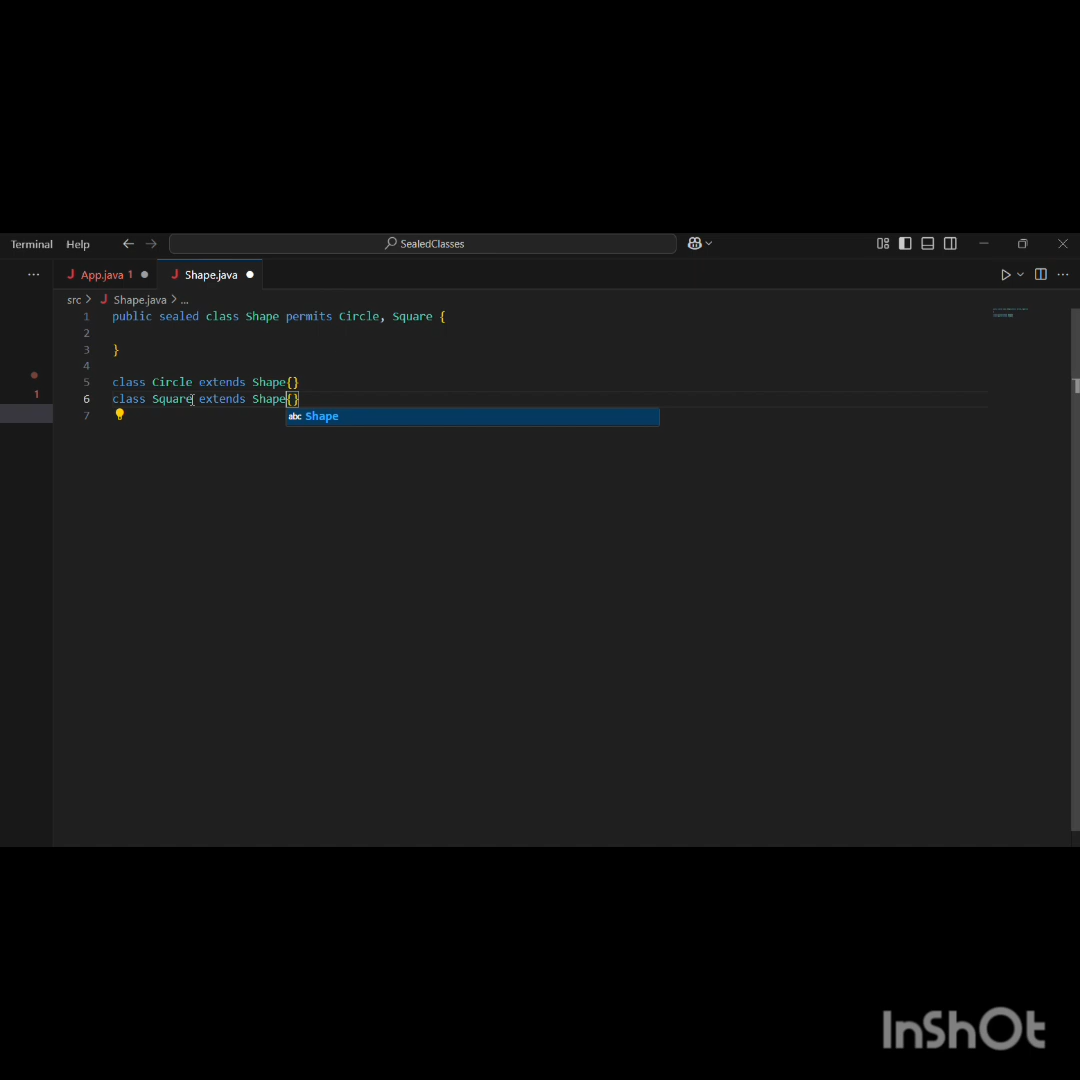 Terminal Help SealedClasses
App.java 1 Shape.java
src > Shape.java > ...
1 public sealed class Shape permits Circle, Square {
2
3 }
4
1
5 class Circle extends Shape{}
6 class Square extends Shape{}
7
abc Shape
InShOt